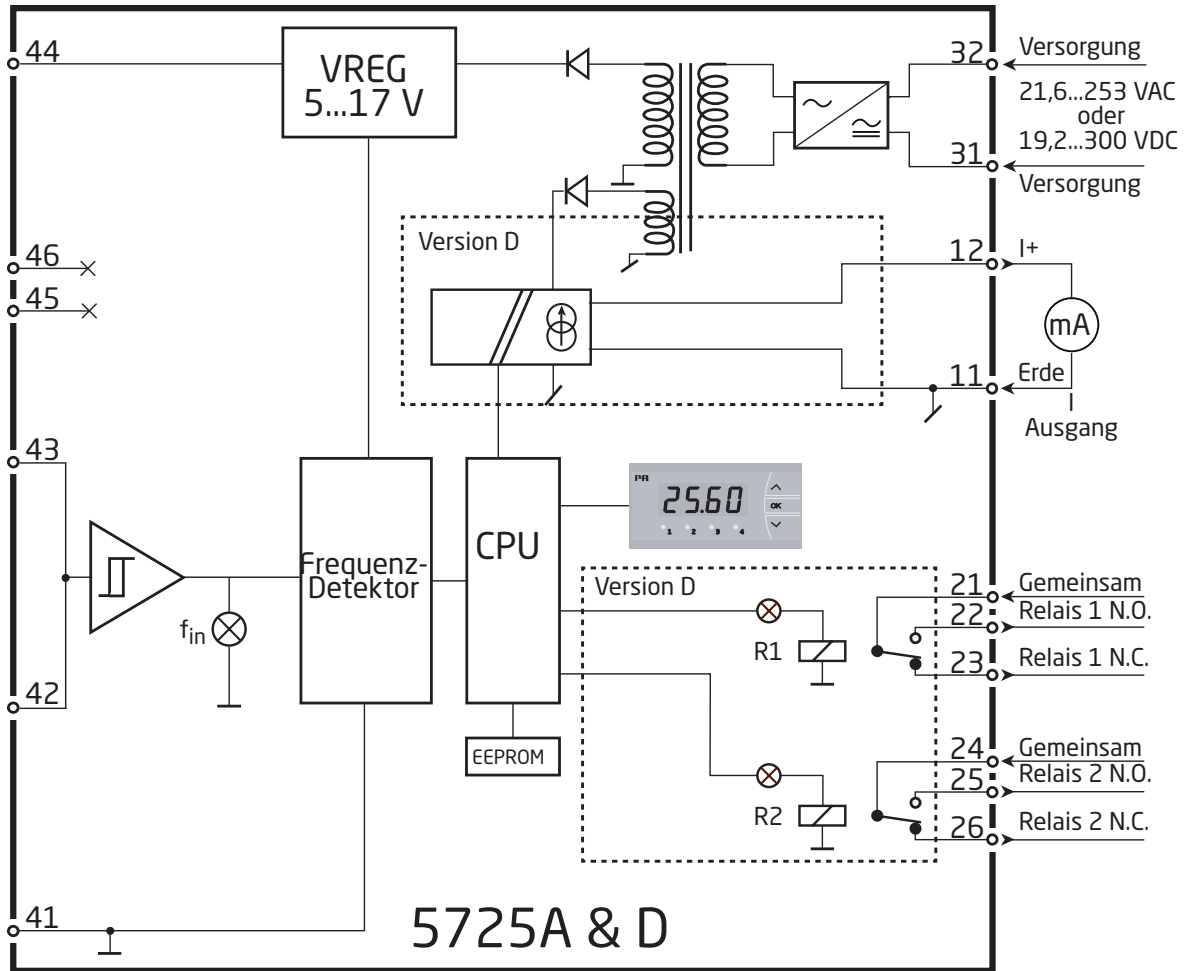 44
VREG
5...17 V
32
Versorgung
21,6...253 VAC
oder
19,2...300 VDC
31
Versorgung
46
45
Version D
12
I+
mA
11
Erde
I
Ausgang
43
PR
25.60
OK
1 2 3 4
CPU
Frequenz-
Detektor
fin
42
Version D
R1
21
Gemeinsam
22
Relais 1 N.O.
23
Relais 1 N.C.
EEPROM
R2
24
Gemeinsam
25
Relais 2 N.O.
26
Relais 2 N.C.
41
5725A & D